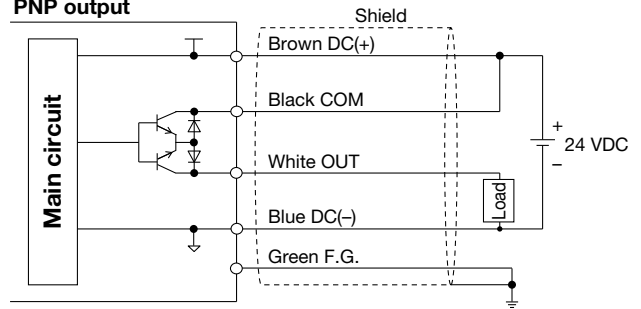 PNP output
Shield
Brown DC(+)
Black COM
White OUT
Blue DC(–)
Green F.G.
Main circuit
Load
+
24 VDC
–